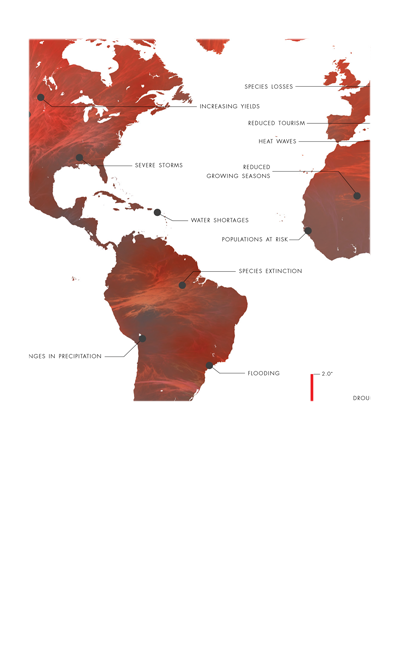 SPECIES LOSSES
INCREASING YIELDS
REDUCED TOURISM
HEAT WAVES
SEVERE STORMS
REDUCED
GROWING SEASONS
WATER SHORTAGES
POPULATIONS AT RISK
SPECIES EXTINCTION
NGES IN PRECIPITATION
FLOODING
2.0°
DROU